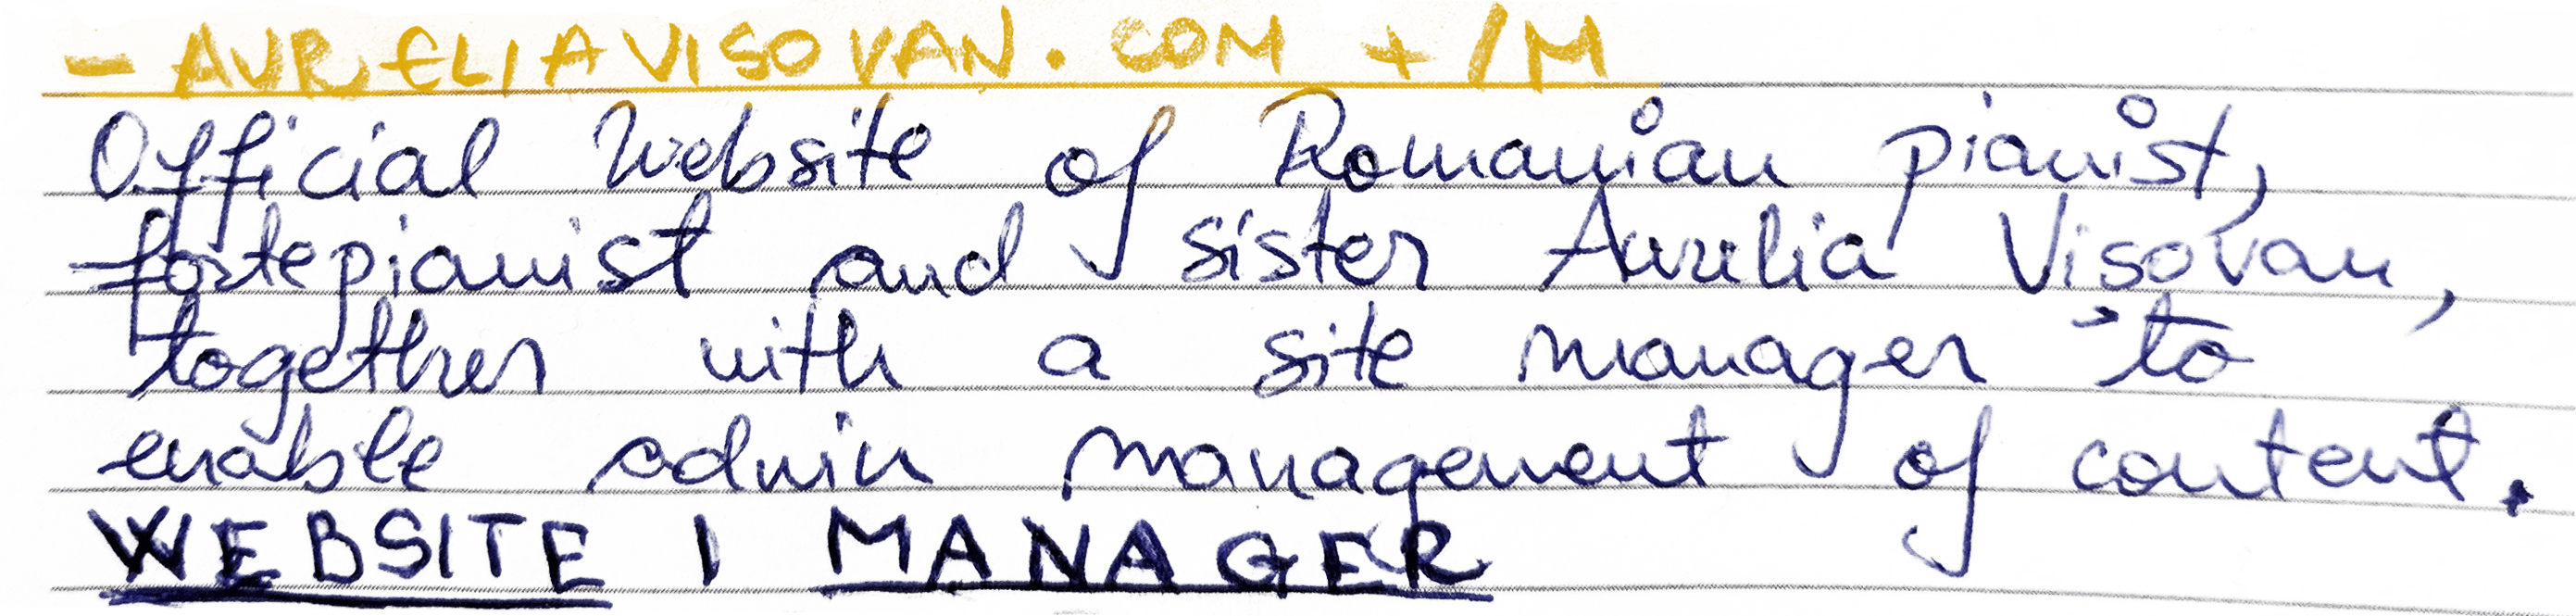 - AURELIAVISOVAN.COM + /M
Official Website of Romanian pianist,
fortepianist and sister Aurelia Visovan,
together with a site manager to
enable admin management of content.
WEBSITE | MANAGER